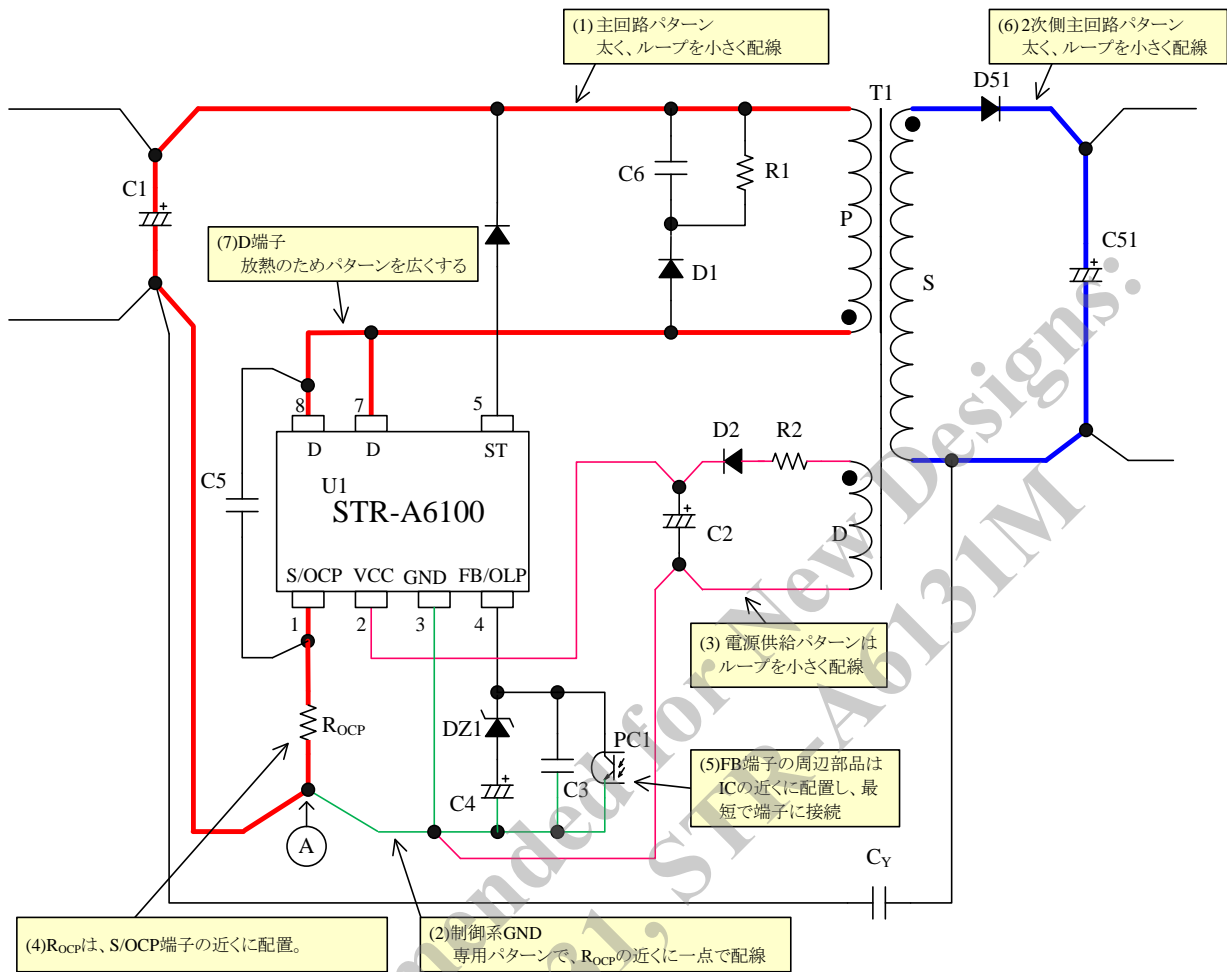 (1) 主回路パターン
太く、ループを小さく配線
(6) 2次側主回路パターン
太く、ループを小さく配線
D51
T1
C1
C6
R1
P
S
C51
(7)D端子
放熱のためパターンを広くする
D1
8
7
5
D
D
ST
D2
R2
C5
U1
STR-A6100
C2
D
S/OCP
VCC
GND
FB/OLP
1
2
3
4
(3) 電源供給パターンは
ループを小さく配線
ROCP
DZ1
PC1
C4
C3
(5)FB端子の周辺部品は
ICの近くに配置し、最
短で端子に接続
A
CY
(4)ROCPは、S/OCP端子の近くに配置。
(2)制御系GND
専用パターンで、ROCPの近くに一点で配線
mended for New Designs:
31, STR-A6131M